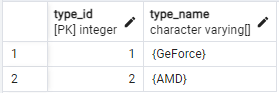 type_id type_name
[PK] integer character varying[]
1 1 {GeForce}
2 2 {AMD}